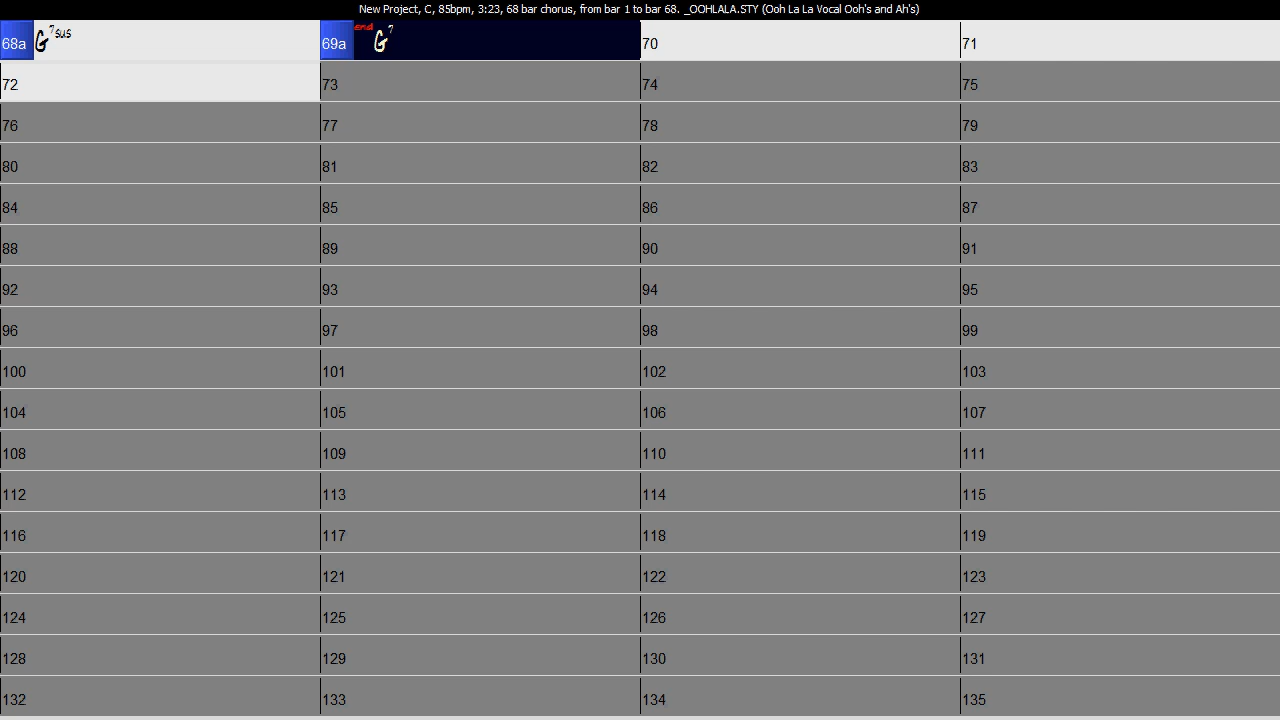 New Project, C, 85bpm, 3:23, 68 bar chorus, from bar 1 to bar 68. _OOHLALA.STY (Ooh La La Vocal Ooh's and Ah's)
68a G7sus 69a end G7 70 71
72 73 74 75
76 77 78 79
80 81 82 83
84 85 86 87
88 89 90 91
92 93 94 95
96 97 98 99
100 101 102 103
104 105 106 107
108 109 110 111
112 113 114 115
116 117 118 119
120 121 122 123
124 125 126 127
128 129 130 131
132 133 134 135